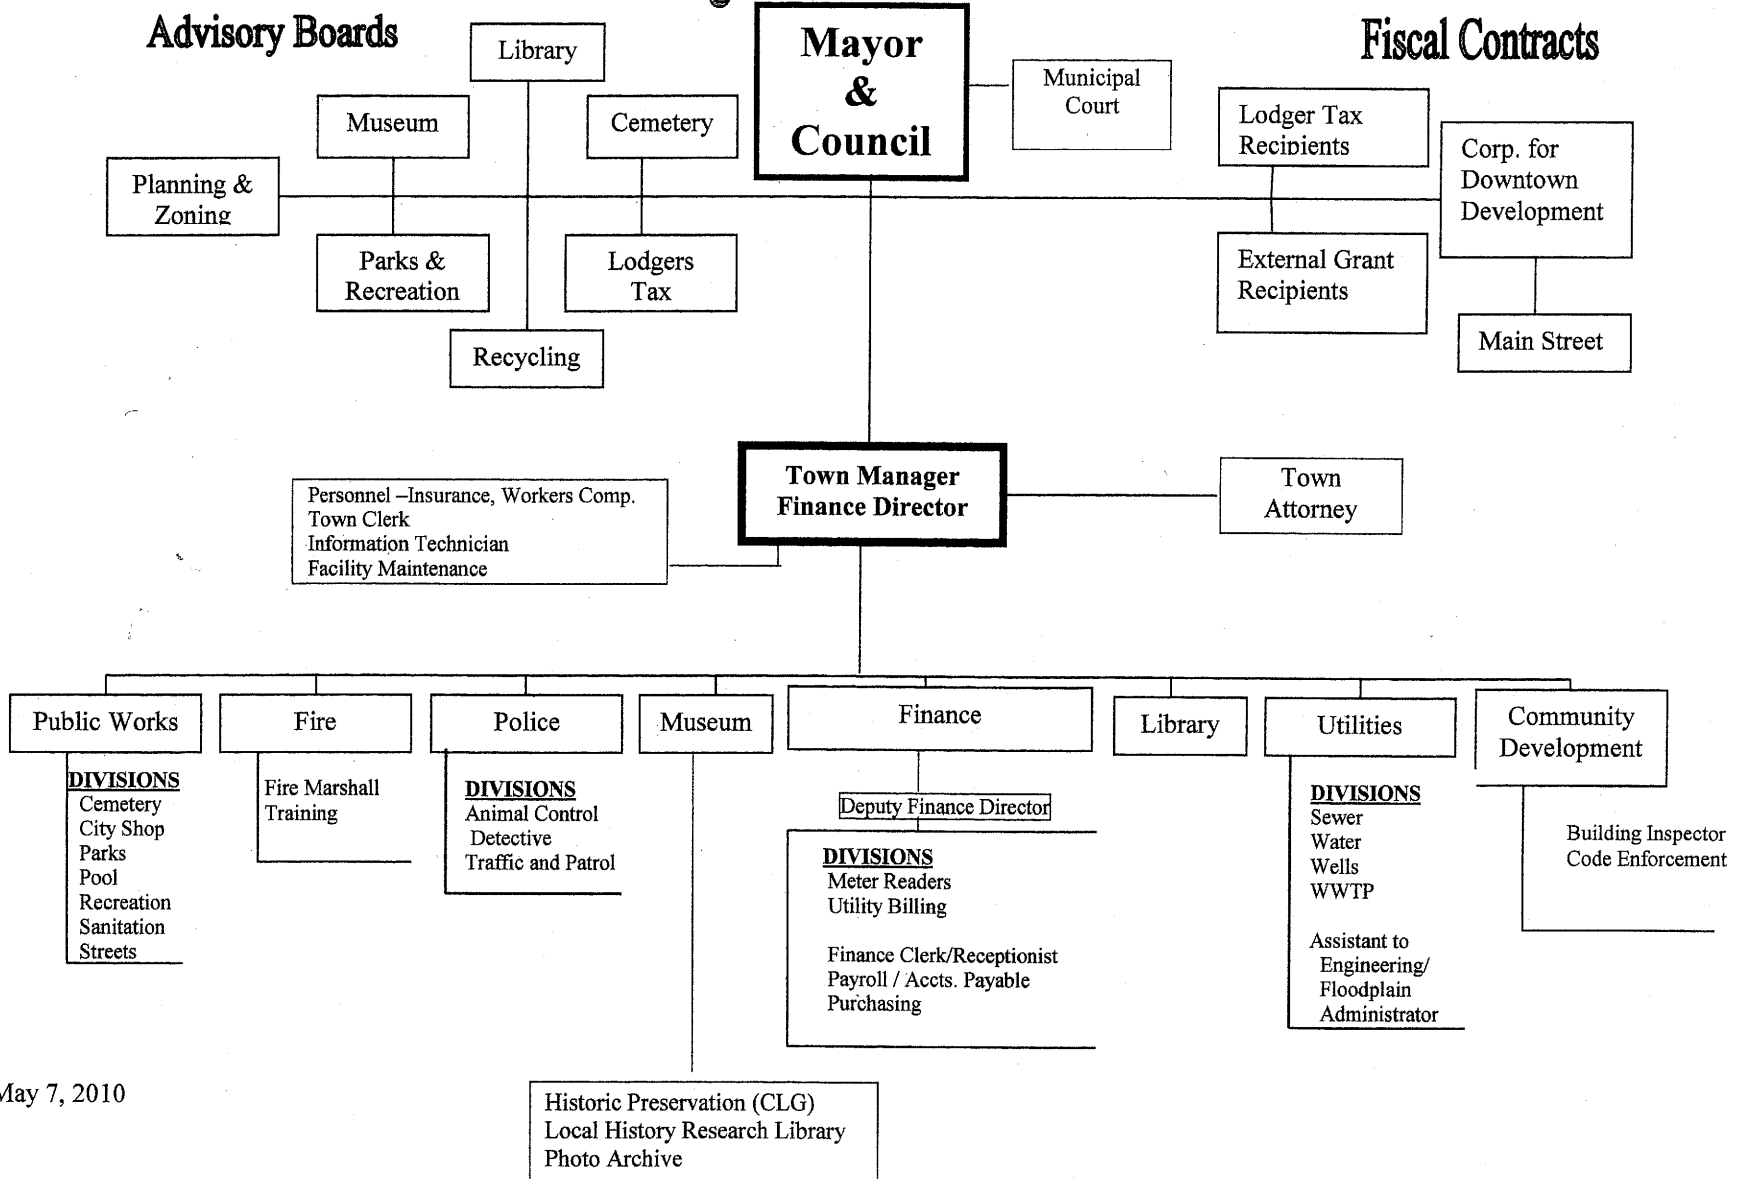 Advisory Boards
Fiscal Contracts
Library
Mayor
&
Council
Municipal
Court
Museum
Cemetery
Lodger Tax
Recipients
Corp. for
Downtown
Development
Planning &
Zoning
Parks &
Recreation
Lodgers
Tax
External Grant
Recipients
Recycling
Main Street
Town Manager
Finance Director
Town
Attorney
Personnel –Insurance, Workers Comp.
Town Clerk
Information Technician
Facility Maintenance
Public Works
DIVISIONS
Cemetery
City Shop
Parks
Pool
Recreation
Sanitation
Streets
Fire
Fire Marshall
Training
Police
DIVISIONS
Animal Control
Detective
Traffic and Patrol
Museum
Historic Preservation (CLG)
Local History Research Library
Photo Archive
Finance
Deputy Finance Director
DIVISIONS
Meter Readers
Utility Billing
Finance Clerk/Receptionist
Payroll / Accts. Payable
Purchasing
Library
Utilities
DIVISIONS
Sewer
Water
Wells
WWTP
Assistant to
Engineering/
Floodplain
Administrator
Community
Development
Building Inspector
Code Enforcement
May 7, 2010